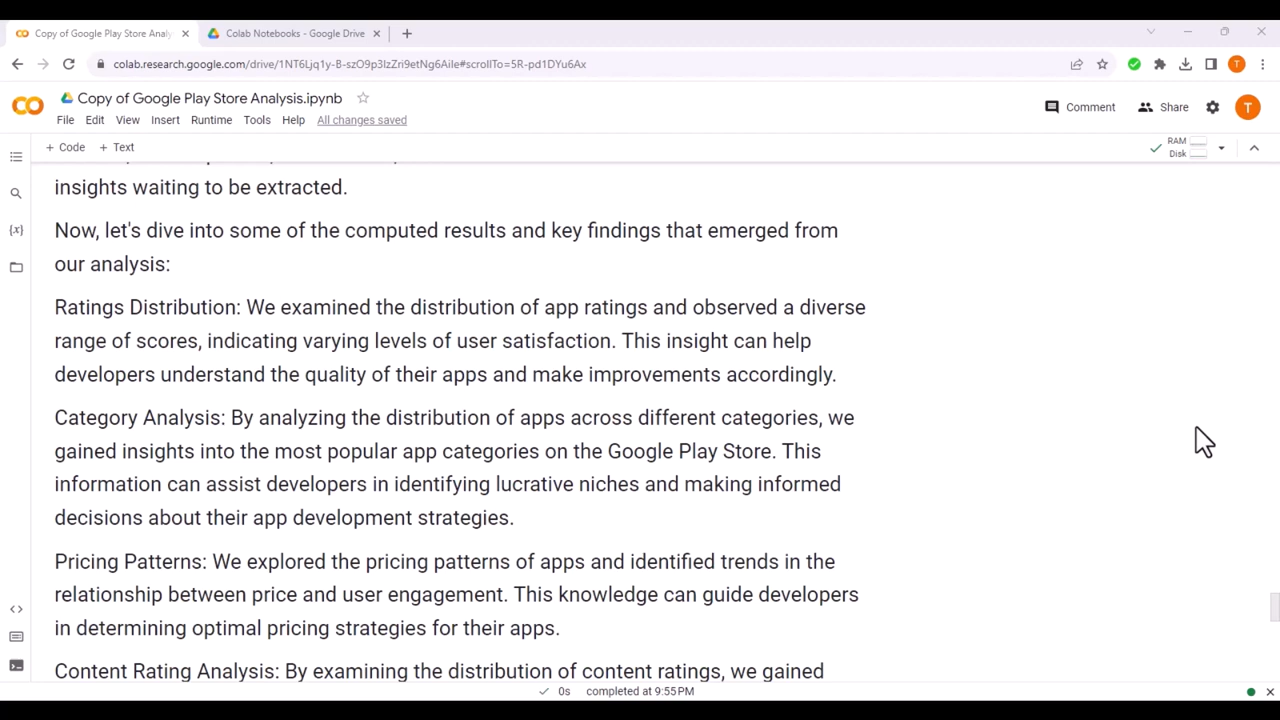 Copy of Google Play Store Analy
Colab Notebooks - Google Drive
colab.research.google.com/drive/1NT6Ljq1y-B-szO9p3IzZri9etNg6AiIe#scrollTo=5R-pd1DYu6Ax
T
Copy of Google Play Store Analysis.ipynb
Comment
Share
T
File Edit View Insert Runtime Tools Help All changes saved
+ Code + Text
RAM
Disk
insights waiting to be extracted.
Now, let's dive into some of the computed results and key findings that emerged from
our analysis:
Ratings Distribution: We examined the distribution of app ratings and observed a diverse
range of scores, indicating varying levels of user satisfaction. This insight can help
developers understand the quality of their apps and make improvements accordingly.
Category Analysis: By analyzing the distribution of apps across different categories, we
gained insights into the most popular app categories on the Google Play Store. This
information can assist developers in identifying lucrative niches and making informed
decisions about their app development strategies.
Pricing Patterns: We explored the pricing patterns of apps and identified trends in the
relationship between price and user engagement. This knowledge can guide developers
in determining optimal pricing strategies for their apps.
Content Rating Analysis: By examining the distribution of content ratings, we gained
0s completed at 9:55 PM